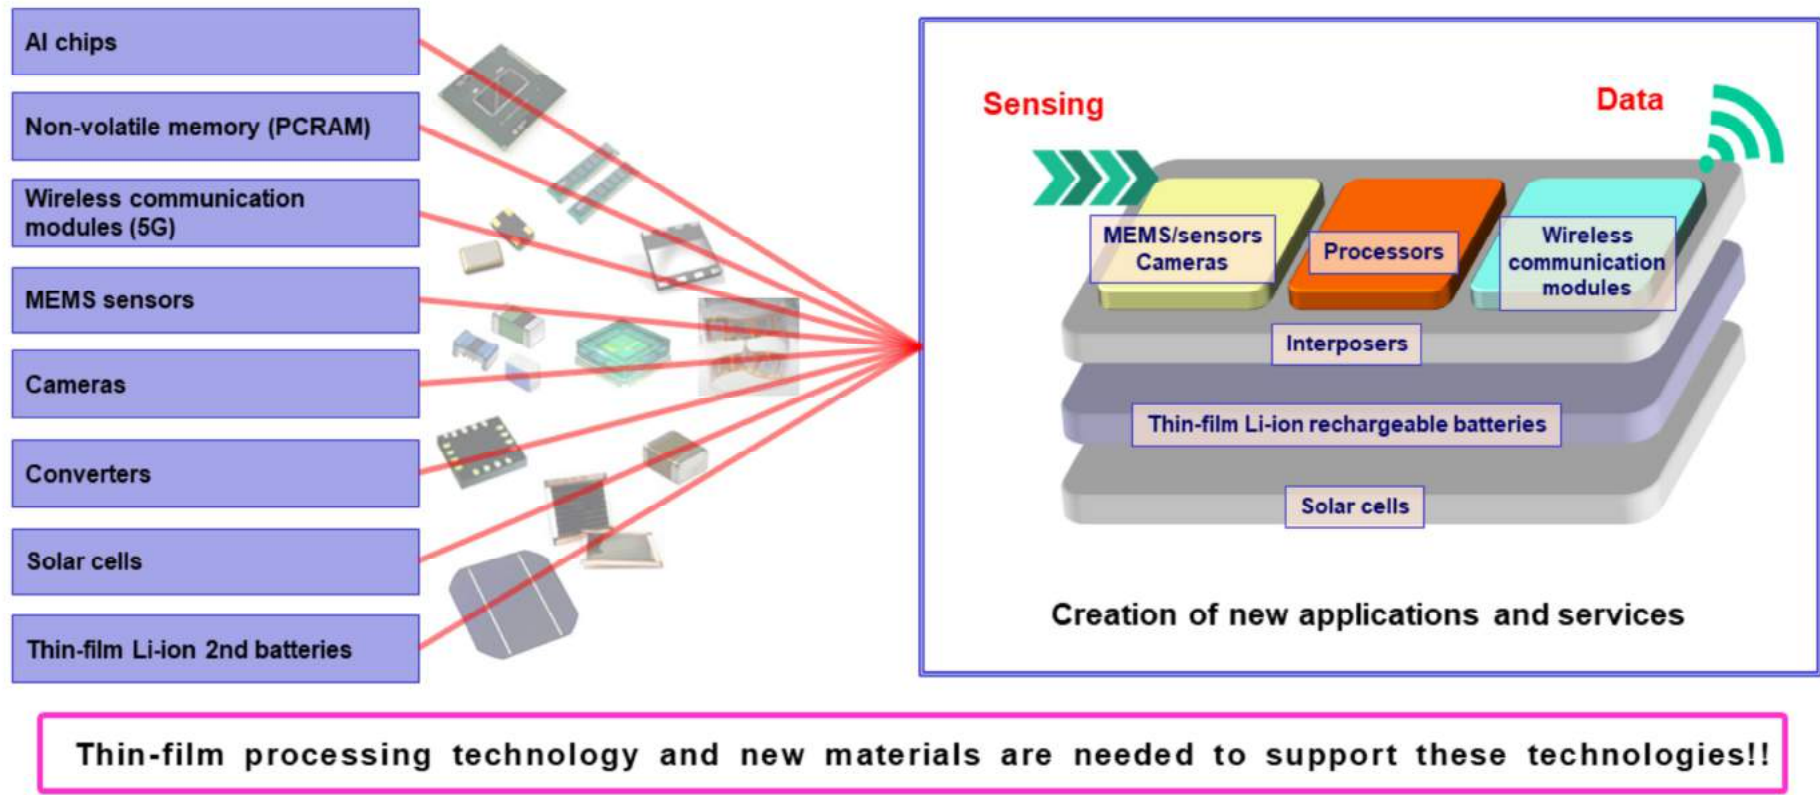 AI chips
Non-volatile memory (PCRAM)
Wireless communication
modules (5G)
MEMS sensors
Cameras
Converters
Solar cells
Thin-film Li-ion 2nd batteries
Sensing
Data
MEMS/sensors
Cameras
Processors
Wireless
communication
modules
Interposers
Thin-film Li-ion rechargeable batteries
Solar cells
Creation of new applications and services
Thin-film processing technology and new materials are needed to support these technologies!!